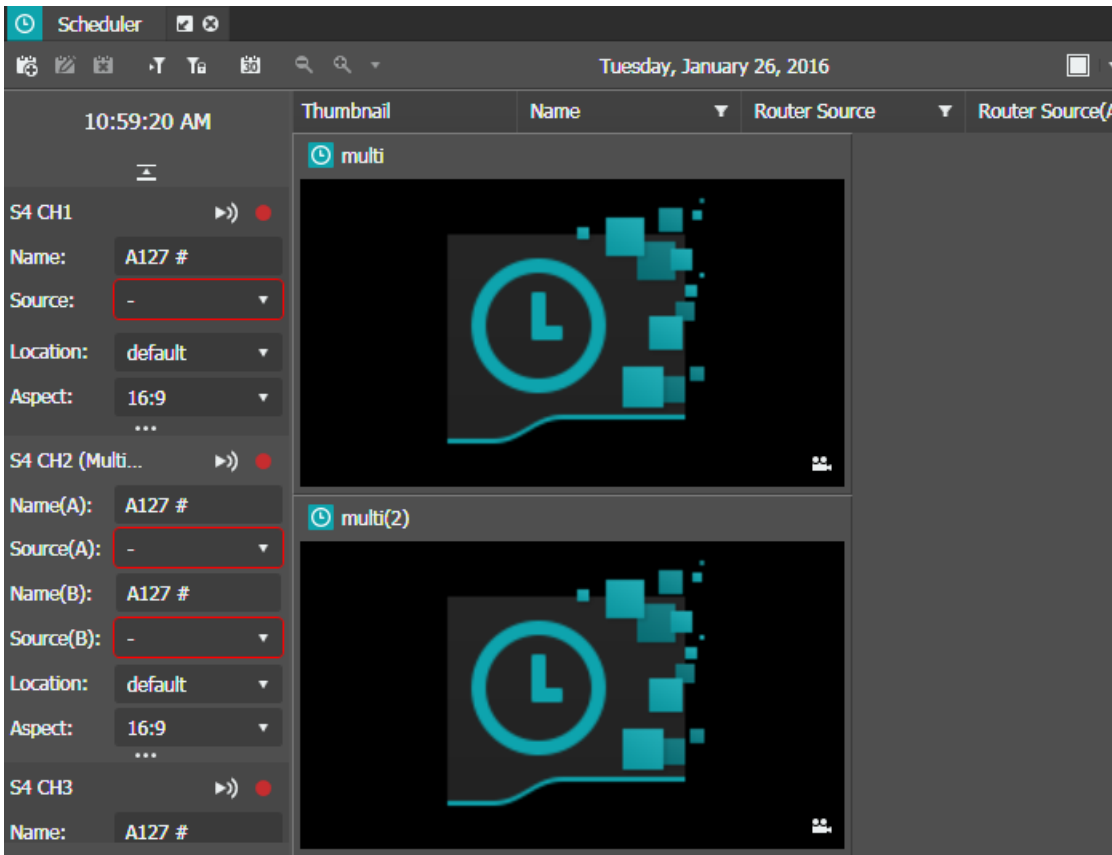 Scheduler
30
Tuesday, January 26, 2016
10:59:20 AM
Thumbnail Name Router Source Router Source(A
multi
S4 CH1
Name: A127 #
Source: -
Location: default
Aspect: 16:9
...
S4 CH2 (Multi...
Name(A): A127 #
multi(2)
Source(A): -
Name(B): A127 #
Source(B): -
Location: default
Aspect: 16:9
...
S4 CH3
Name: A127 #